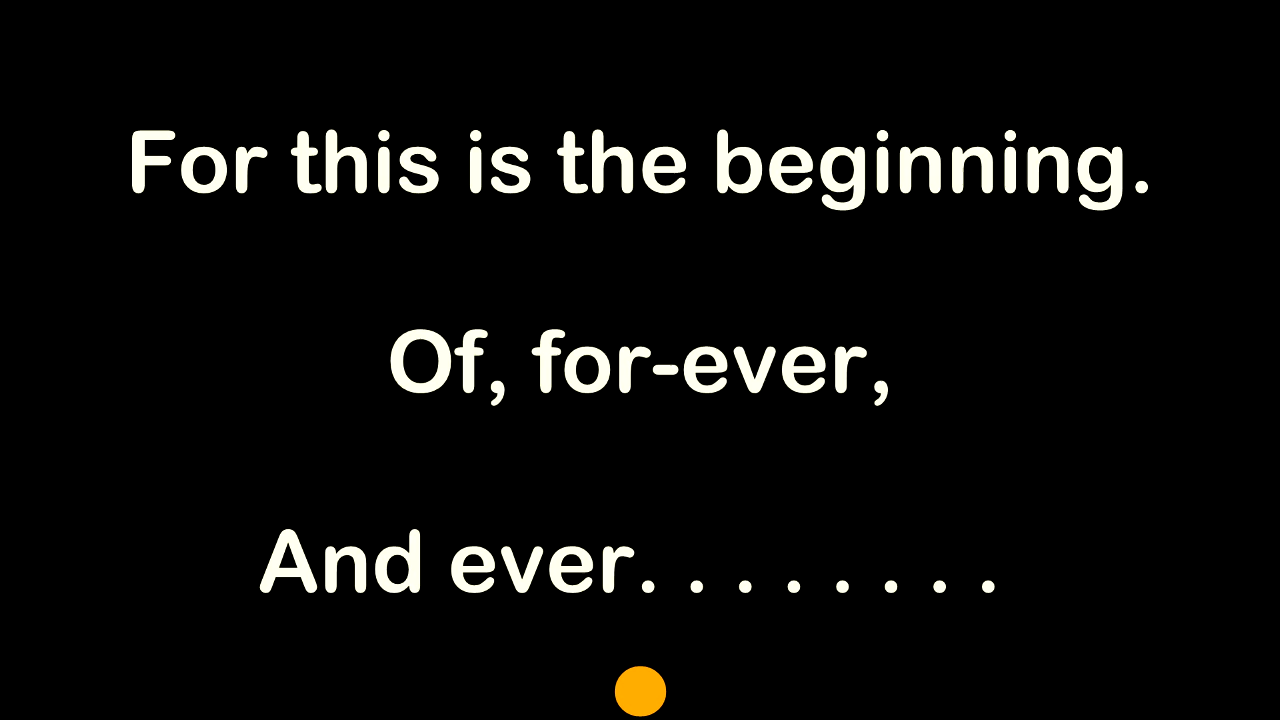 For this is the beginning.
Of, for-ever,
And ever. . . . . . . .